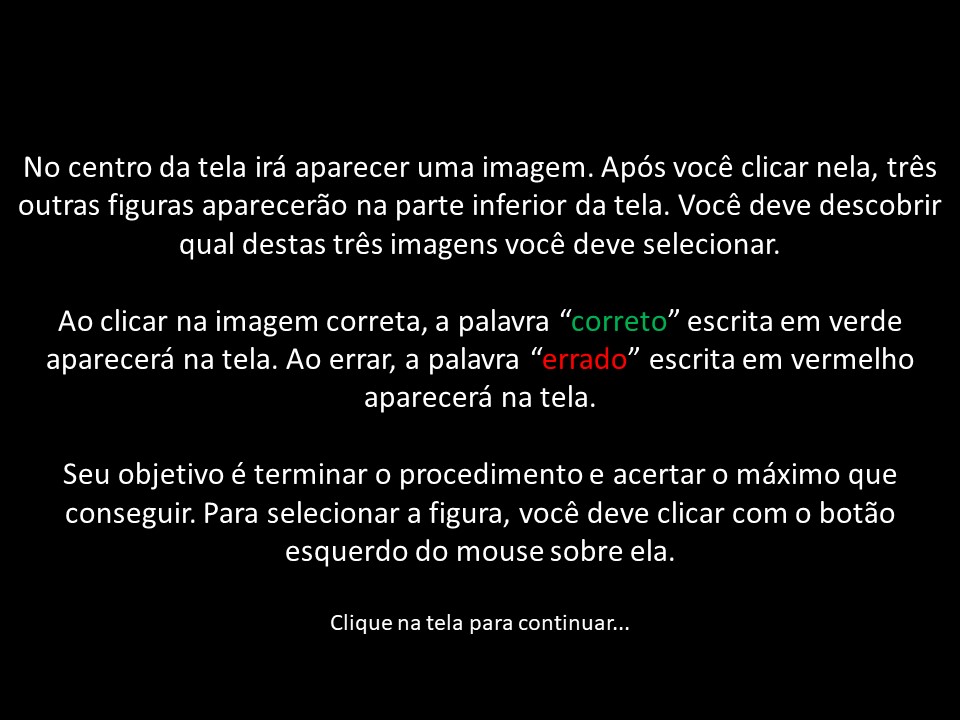 No centro da tela irá aparecer uma imagem. Após você clicar nela, três
outras figuras aparecerão na parte inferior da tela. Você deve descobrir
qual destas três imagens você deve selecionar.
Ao clicar na imagem correta, a palavra “correto” escrita em verde
aparecerá na tela. Ao errar, a palavra “errado” escrita em vermelho
aparecerá na tela.
Seu objetivo é terminar o procedimento e acertar o máximo que
conseguir. Para selecionar a figura, você deve clicar com o botão
esquerdo do mouse sobre ela.
Clique na tela para continuar...